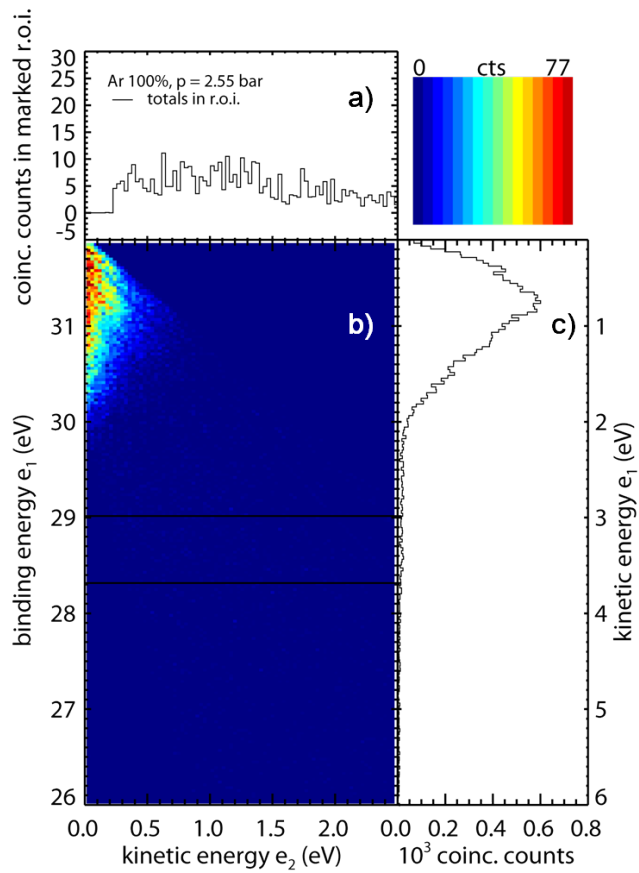 coinc. counts in marked r.o.i.
30
25
20
15
10
5
0
-5
Ar 100%, p = 2.55 bar
totals in r.o.i.
a)
0 cts 77
binding energy e1 (eV)
31
30
29
28
27
26
b)
0.0 0.5 1.0 1.5 2.0
kinetic energy e2 (eV)
c)
1
2
3
4
5
6
kinetic energy e1 (eV)
0.0 0.2 0.4 0.6 0.8
10³ coinc. counts